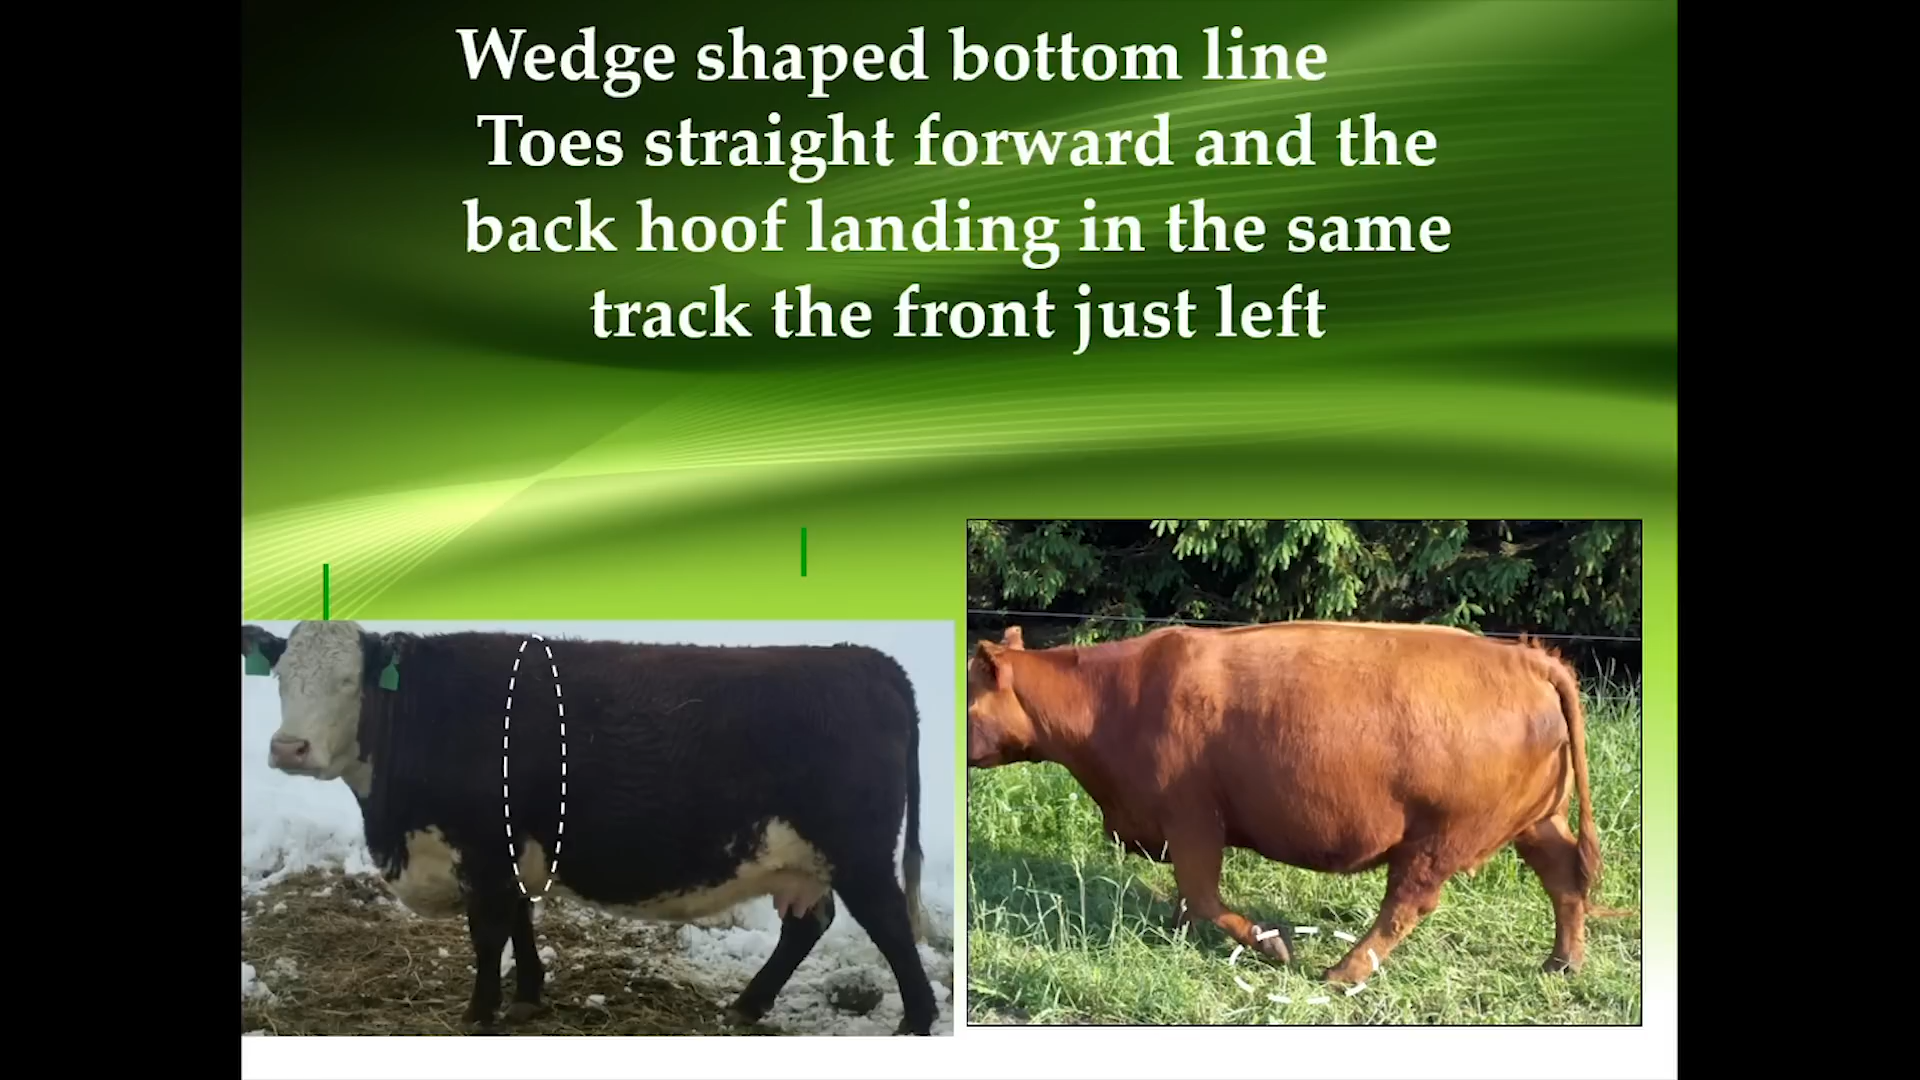 Wedge shaped bottom line
Toes straight forward and the
back hoof landing in the same
track the front just left